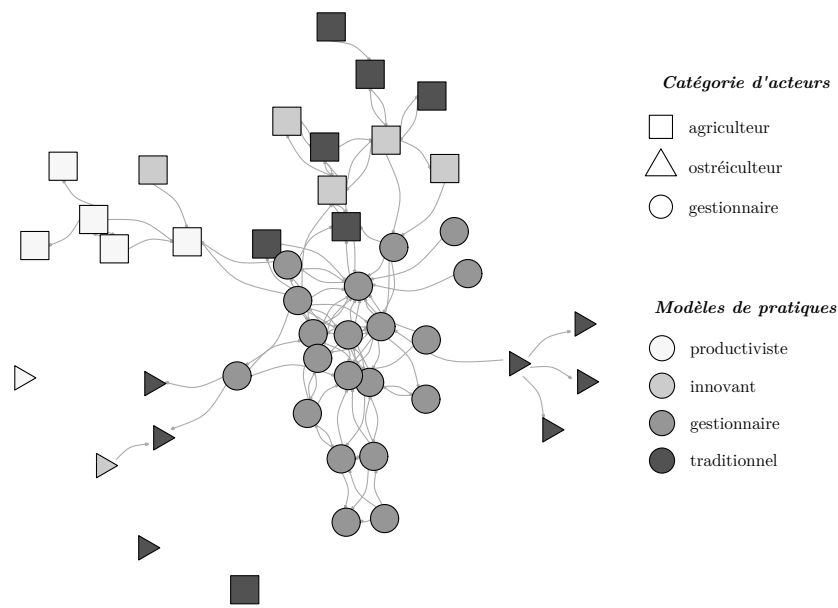 Catégorie d'acteurs
agriculteur
ostréiculteur
gestionnaire
Modèles de pratiques
productiviste
innovant
gestionnaire
traditionnel